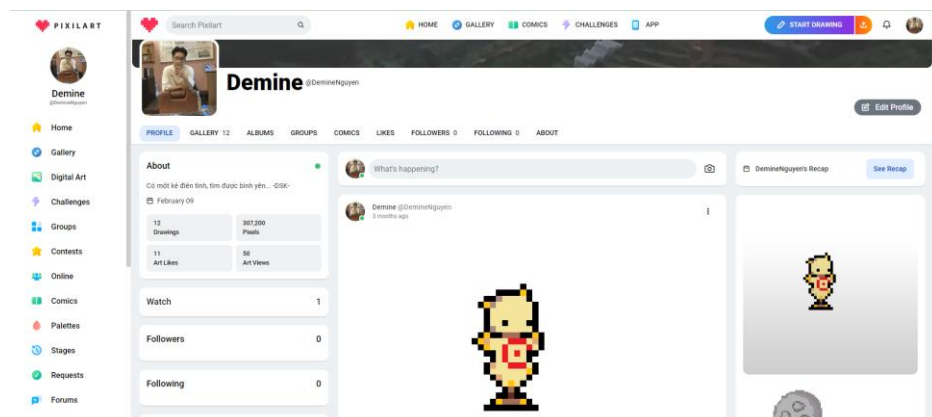 PIXILART
Search Pixilart
HOME
GALLERY
COMICS
CHALLENGES
APP
START DRAWING
Demine
@DemineNguyen
Home
Gallery
Digital Art
Challenges
Groups
Contests
Online
Comics
Palettes
Stages
Requests
Forums
Demine @DemineNguyen
Edit Profile
PROFILE
GALLERY 12
ALBUMS
GROUPS
COMICS
LIKES
FOLLOWERS 0
FOLLOWING 0
ABOUT
About
Có một kẻ điên tình, tìm được bình yên... -DSK-
February 09
12
Drawings
307,200
Pixels
11
Art Likes
50
Art Views
Watch 1
Followers 0
Following 0
What's happening?
Demine @DemineNguyen
3 months ago
DemineNguyen's Recap
See Recap